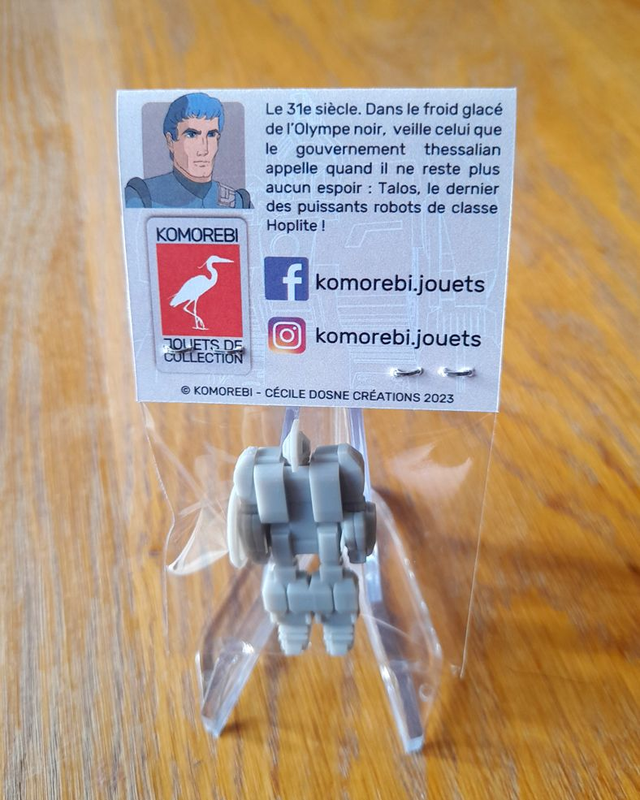 Le 31e siècle. Dans le froid glacé
de l'Olympe noir, veille celui que
le gouvernement thessalian
appelle quand il ne reste plus
aucun espoir : Talos, le dernier
des puissants robots de classe
Hoplite !
KOMOREBI
JOUETS DE
COLLECTION
komorebi.jouets
komorebi.jouets
© KOMOREBI - CÉCILE DOSNE CRÉATIONS 2023